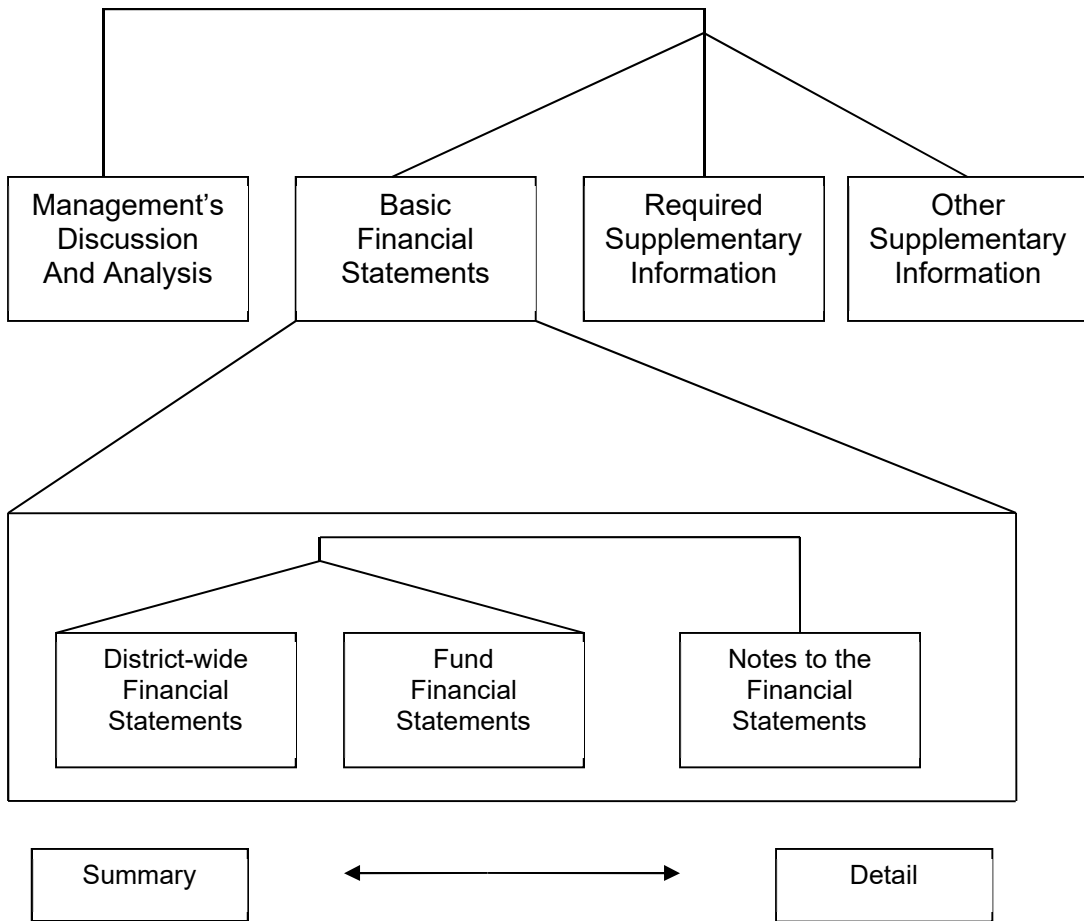 Management’s
Discussion
And Analysis
Basic
Financial
Statements
Required
Supplementary
Information
Other
Supplementary
Information
District-wide
Financial
Statements
Fund
Financial
Statements
Notes to the
Financial
Statements
Summary
Detail